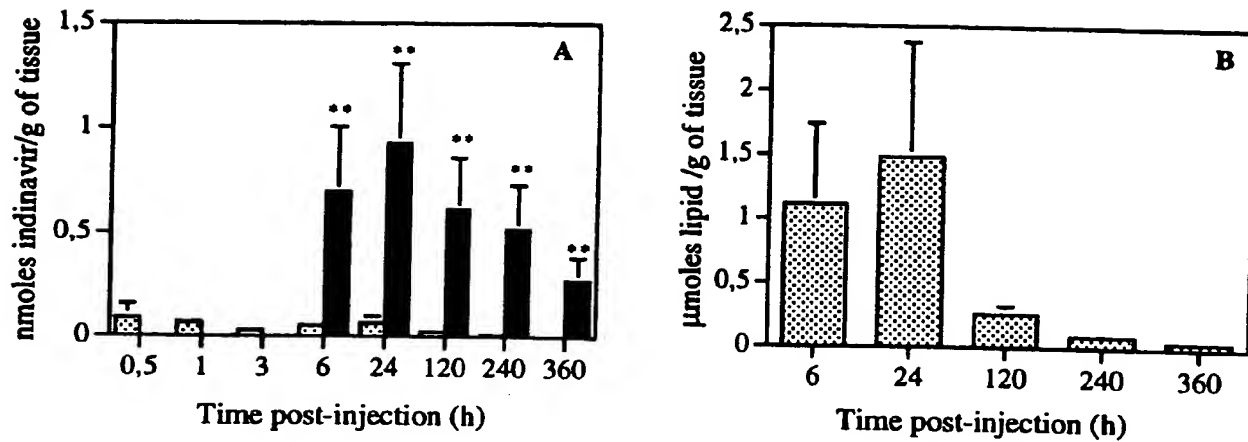 nmoles indinavir/g of tissue
1,5
1
0,5
0
A
**
**
**
**
**
0,5 1 3 6 24 120 240 360
Time post-injection (h)
μmoles lipid /g of tissue
2,5
2
1,5
1
0,5
0
B
6 24 120 240 360
Time post-injection (h)